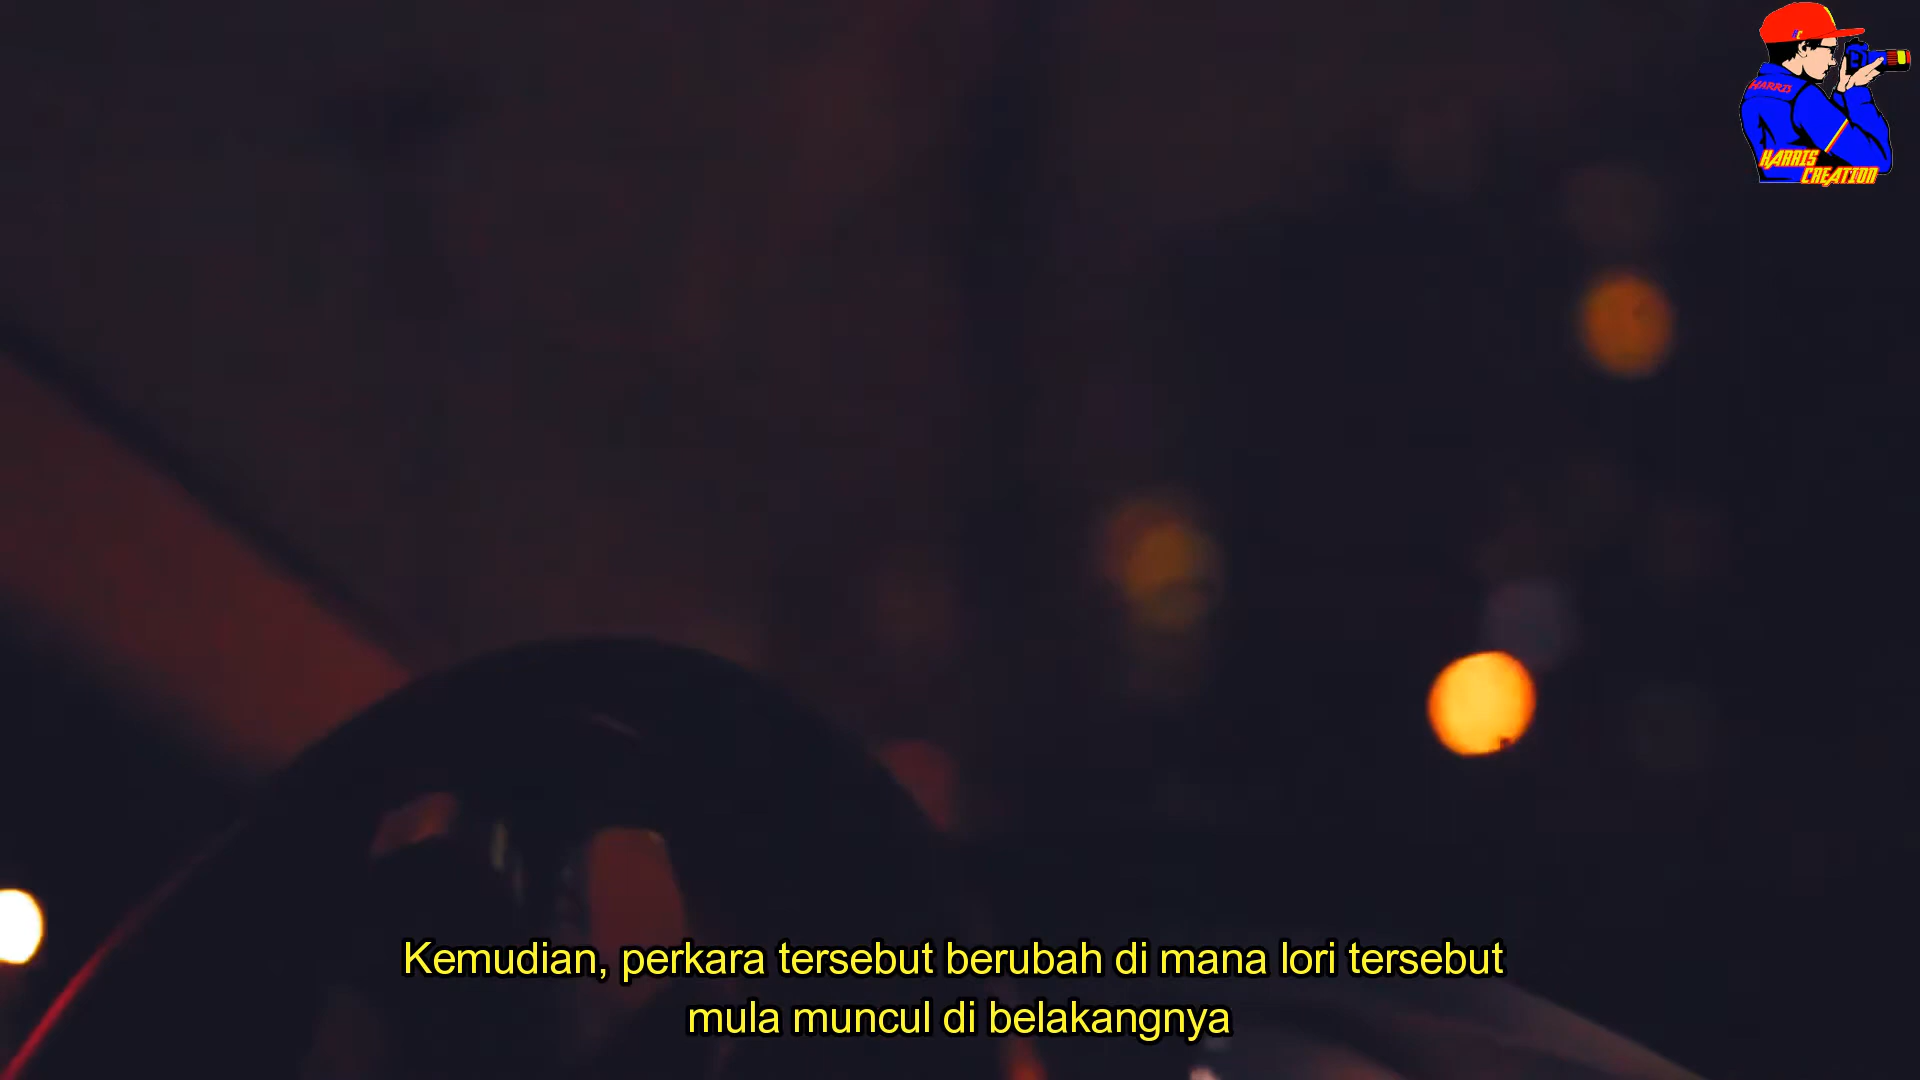 HARRIS
HARRIS
CREATION
Kemudian, perkara tersebut berubah di mana lori tersebut
mula muncul di belakangnya